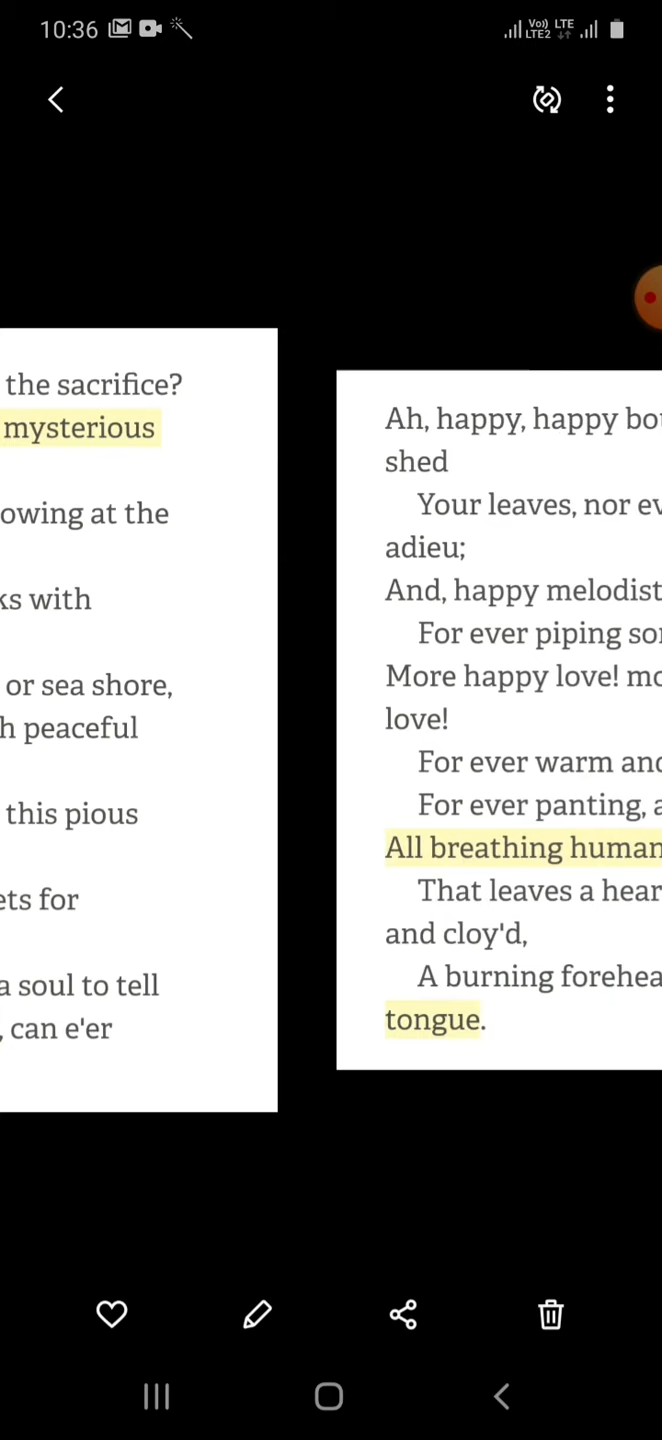 10:36
Vo) LTE
LTE2
the sacrifice?
mysterious
owing at the
ks with
or sea shore,
h peaceful
this pious
ets for
a soul to tell
, can e'er
Ah, happy, happy bo
shed
Your leaves, nor ev
adieu;
And, happy melodist
For ever piping so
More happy love! mo
love!
For ever warm and
For ever panting, a
All breathing human
That leaves a hear
and cloy'd,
A burning forehea
tongue.